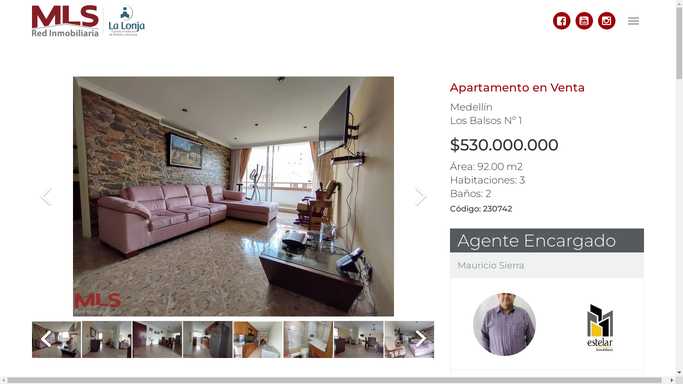 MLS
Red Inmobiliaria
La Lonja
Apartamento en Venta
Medellín
Los Balsos N° 1
$530.000.000
Área: 92.00 m2
Habitaciones: 3
Baños: 2
Código: 230742
Agente Encargado
Mauricio Sierra
MLS
estelar